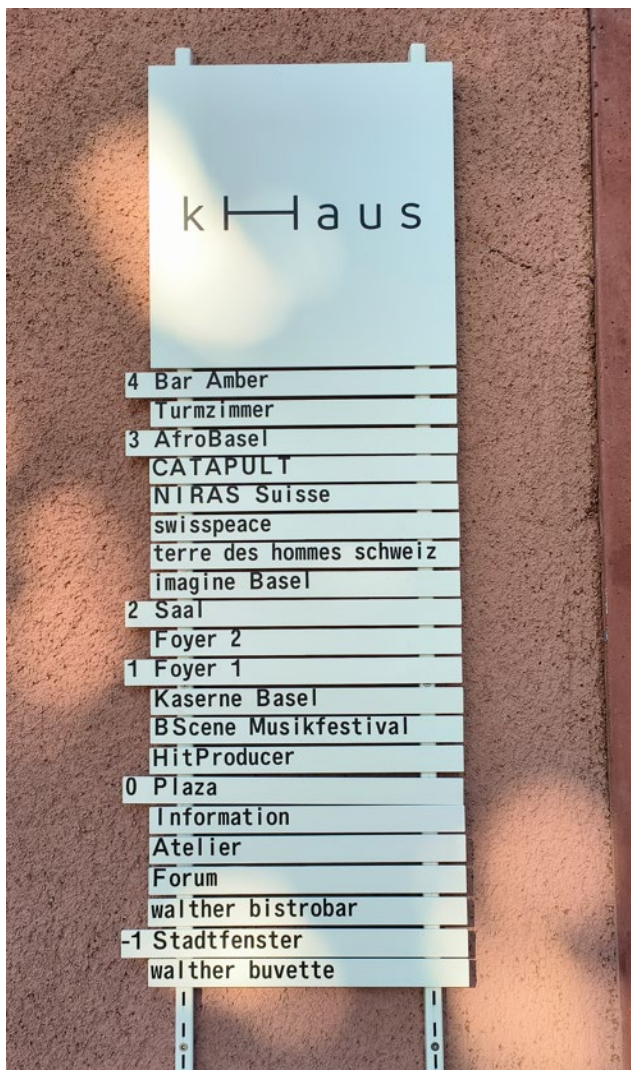 kHaus
4 Bar Amber
Turmzimmer
3 AfroBasel
CATAPULT
NIRAS Suisse
swisspeace
terre des hommes schweiz
imagine Basel
2 Saal
Foyer 2
1 Foyer 1
Kaserne Basel
BScene Musikfestival
HitProducer
0 Plaza
Information
Atelier
Forum
walther bistrobar
-1 Stadtfenster
walther buvette